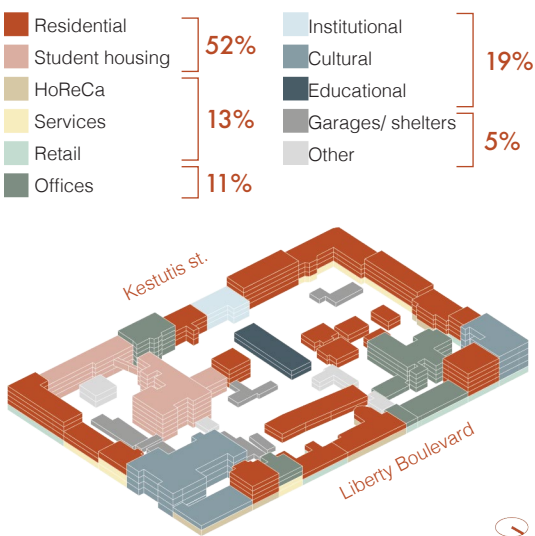 Residential
Student housing
52%
HoReCa
Services
Retail
13%
Offices
11%
Institutional
Cultural
Educational
19%
Garages/ shelters
Other
5%
Kestutis st.
Liberty Boulevard